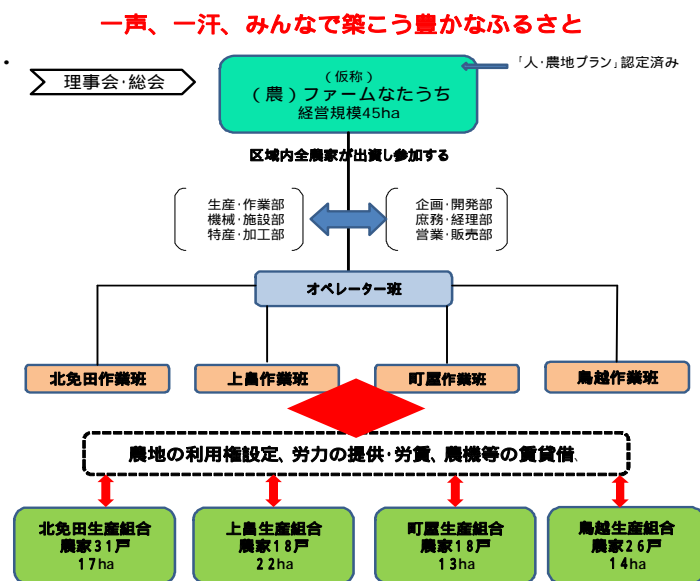 一声、一汗、みんなで築こう豊かなふるさと
・
理事会・総会
（仮称）
（農）ファームなたうち
経営規模45ha
「人・農地プラン」認定済み
区域内全農家が出資し参加する
生産・作業部
機械・施設部
特産・加工部
企画・開発部
庶務・経理部
営業・販売部
オペレーター班
北免田作業班
上畠作業班
町屋作業班
鳥越作業班
農地の利用権設定、労力の提供・労賃、農機等の賃貸借、
北免田生産組合
農家31戸
17ha
上畠生産組合
農家18戸
22ha
町屋生産組合
農家18戸
13ha
鳥越生産組合
農家26戸
14ha